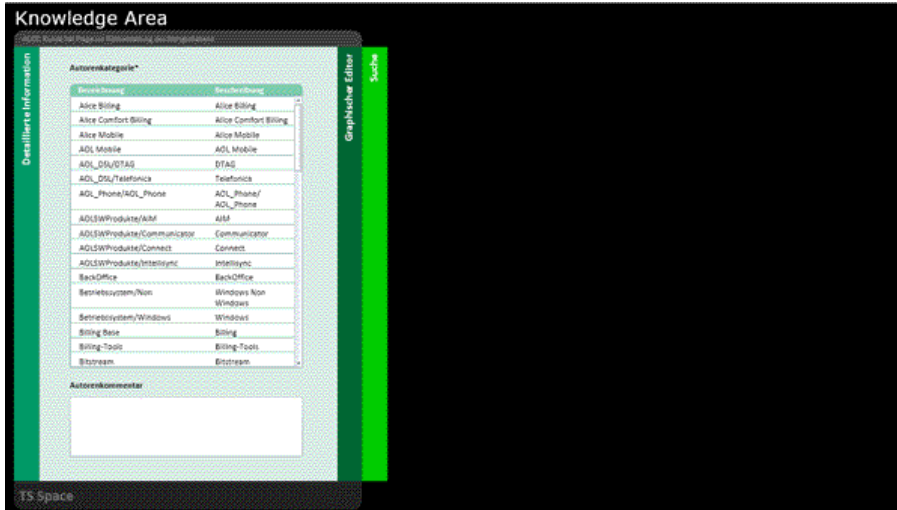 Knowledge Area
Detaillierte Information
Autorenkategorie*
Bezeichnung Beschreibung
Alice Billing Alice Billing
Alice Comfort Billing Alice Comfort Billing
Alice Mobile Alice Mobile
AOL Mobile AOL Mobile
AOL_DSL/DTAG DTAG
AOL_DSL/Telefonica Telefonica
AOL_Phone/AOL_Phone AOL_Phone/
AOL_Phone
AOLSWProdukte/AIM AIM
AOLSWProdukte/Communicator Communicator
AOLSWProdukte/Connect Connect
AOLSWProdukte/Intellisync Intellisync
BackOffice BackOffice
Betriebssystem/Non Windows Non
Windows
Betriebssystem/Windows Windows
Billing Base Billing
Billing-Tools Billing-Tools
Bitstream Bitstream
Autorenkommentar
Graphischer Editor
Suche
TS Space